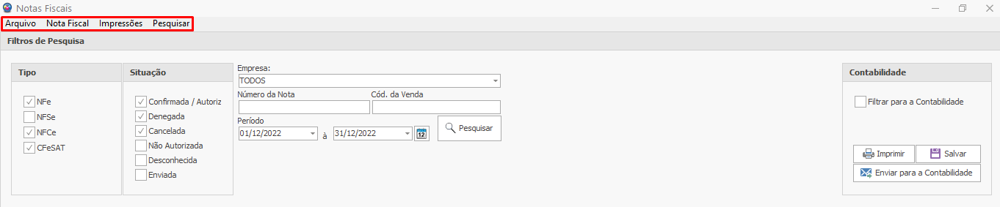 Notas Fiscais
Arquivo Nota Fiscal Impressões Pesquisar
Filtros de Pesquisa
Tipo
NFe
NFSe
NFCe
CFeSAT
Situação
Confirmada / Autoriz
Denegada
Cancelada
Não Autorizada
Desconhecida
Enviada
Empresa:
TODOS
Número da Nota Cód. da Venda
Período
01/12/2022 à 31/12/2022 12 Pesquisar
Contabilidade
Filtrar para a Contabilidade
Imprimir Salvar
Enviar para a Contabilidade